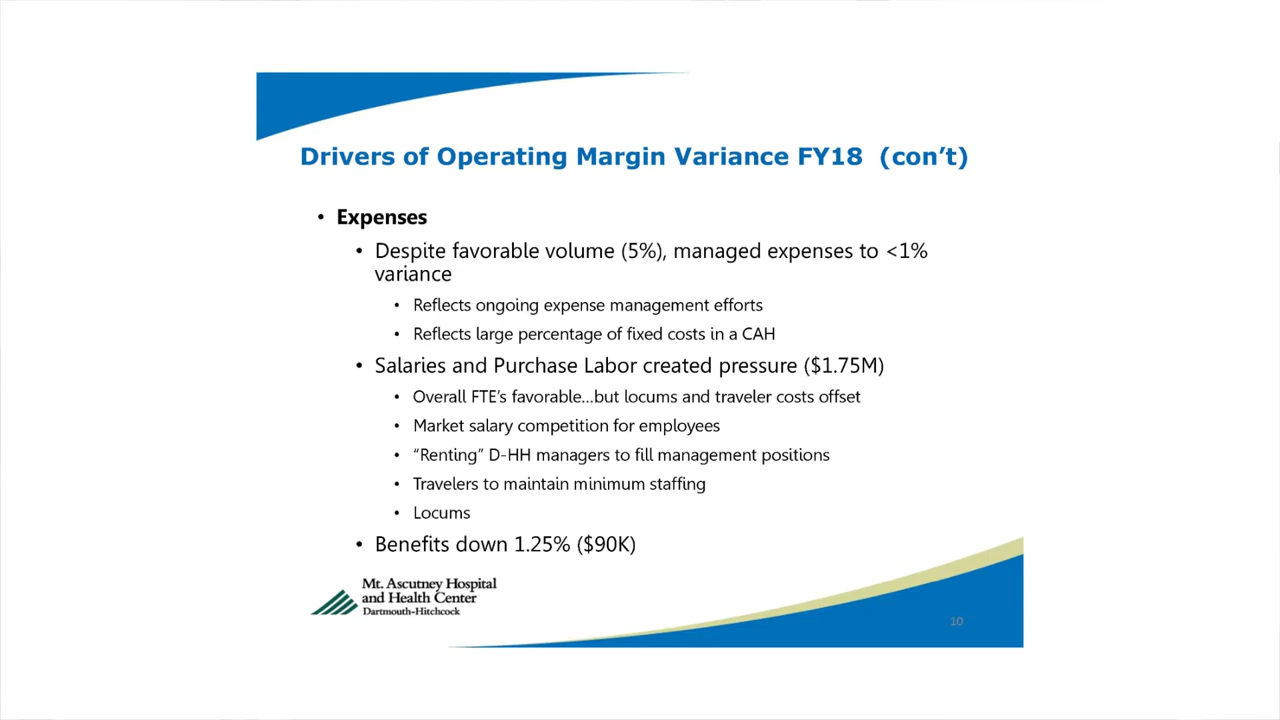 Drivers of Operating Margin Variance FY18 (con’t)
• Expenses
• Despite favorable volume (5%), managed expenses to <1%
variance
• Reflects ongoing expense management efforts
• Reflects large percentage of fixed costs in a CAH
• Salaries and Purchase Labor created pressure ($1.75M)
• Overall FTE’s favorable…but locums and traveler costs offset
• Market salary competition for employees
• “Renting” D-HH managers to fill management positions
• Travelers to maintain minimum staffing
• Locums
• Benefits down 1.25% ($90K)
Mt. Ascutney Hospital
and Health Center
Dartmouth-Hitchcock
10